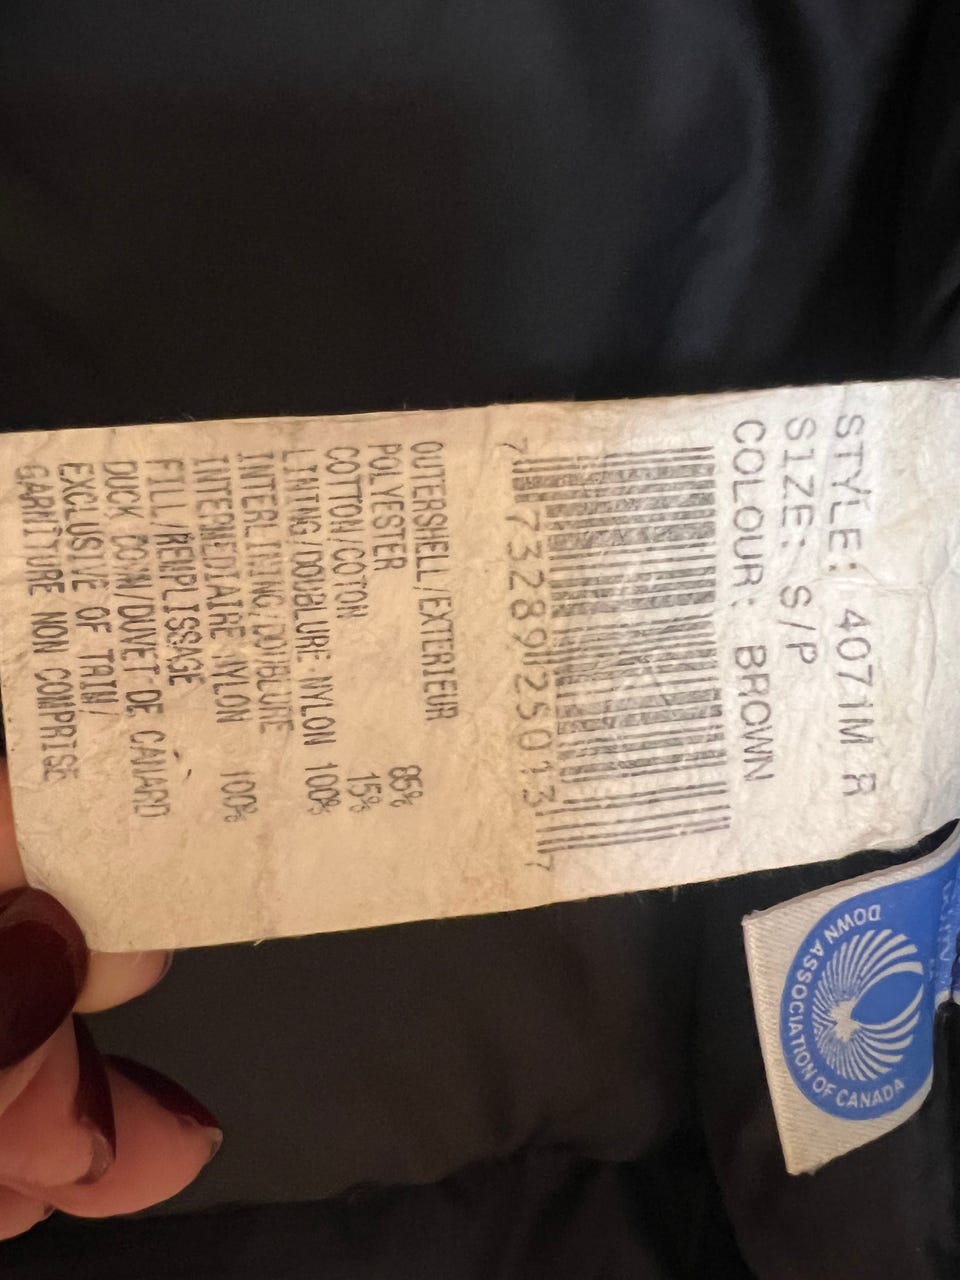 STYLE: 4071M R
SIZE: S/P
COLOUR: BROWN
7 73289 25013 7
OUTERSHELL/EXTERIEUR
POLYESTER 85%
COTTON/COTON 15%
LINING/DOUBLURE NYLON 100%
INTERLINING/DOUBLURE
INTERMEDIAIRE NYLON 100%
FILL/REMPLISSAGE
DUCK DOWN/DUVET DE CANARD
EXCLUSIVE OF TRIM/
GARNITURE NON COMPRISE
DOWN ASSOCIATION OF CANADA